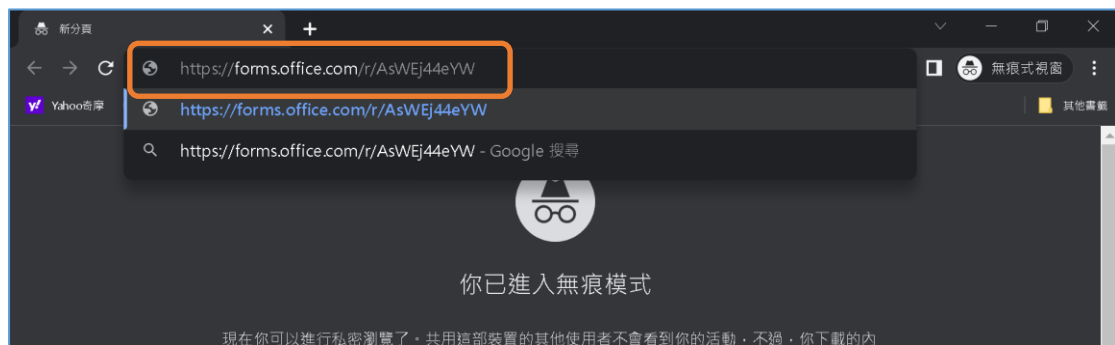 新分頁
https://forms.office.com/r/AsWEj44eYW
無痕式視窗
Yahoo奇摩
https://forms.office.com/r/AsWEj44eYW
其他書籤
https://forms.office.com/r/AsWEj44eYW - Google 搜尋
你已進入無痕模式
現在你可以進行私密瀏覽了。共用這部裝置的其他使用者不會看到你的活動，不過，你下載的內